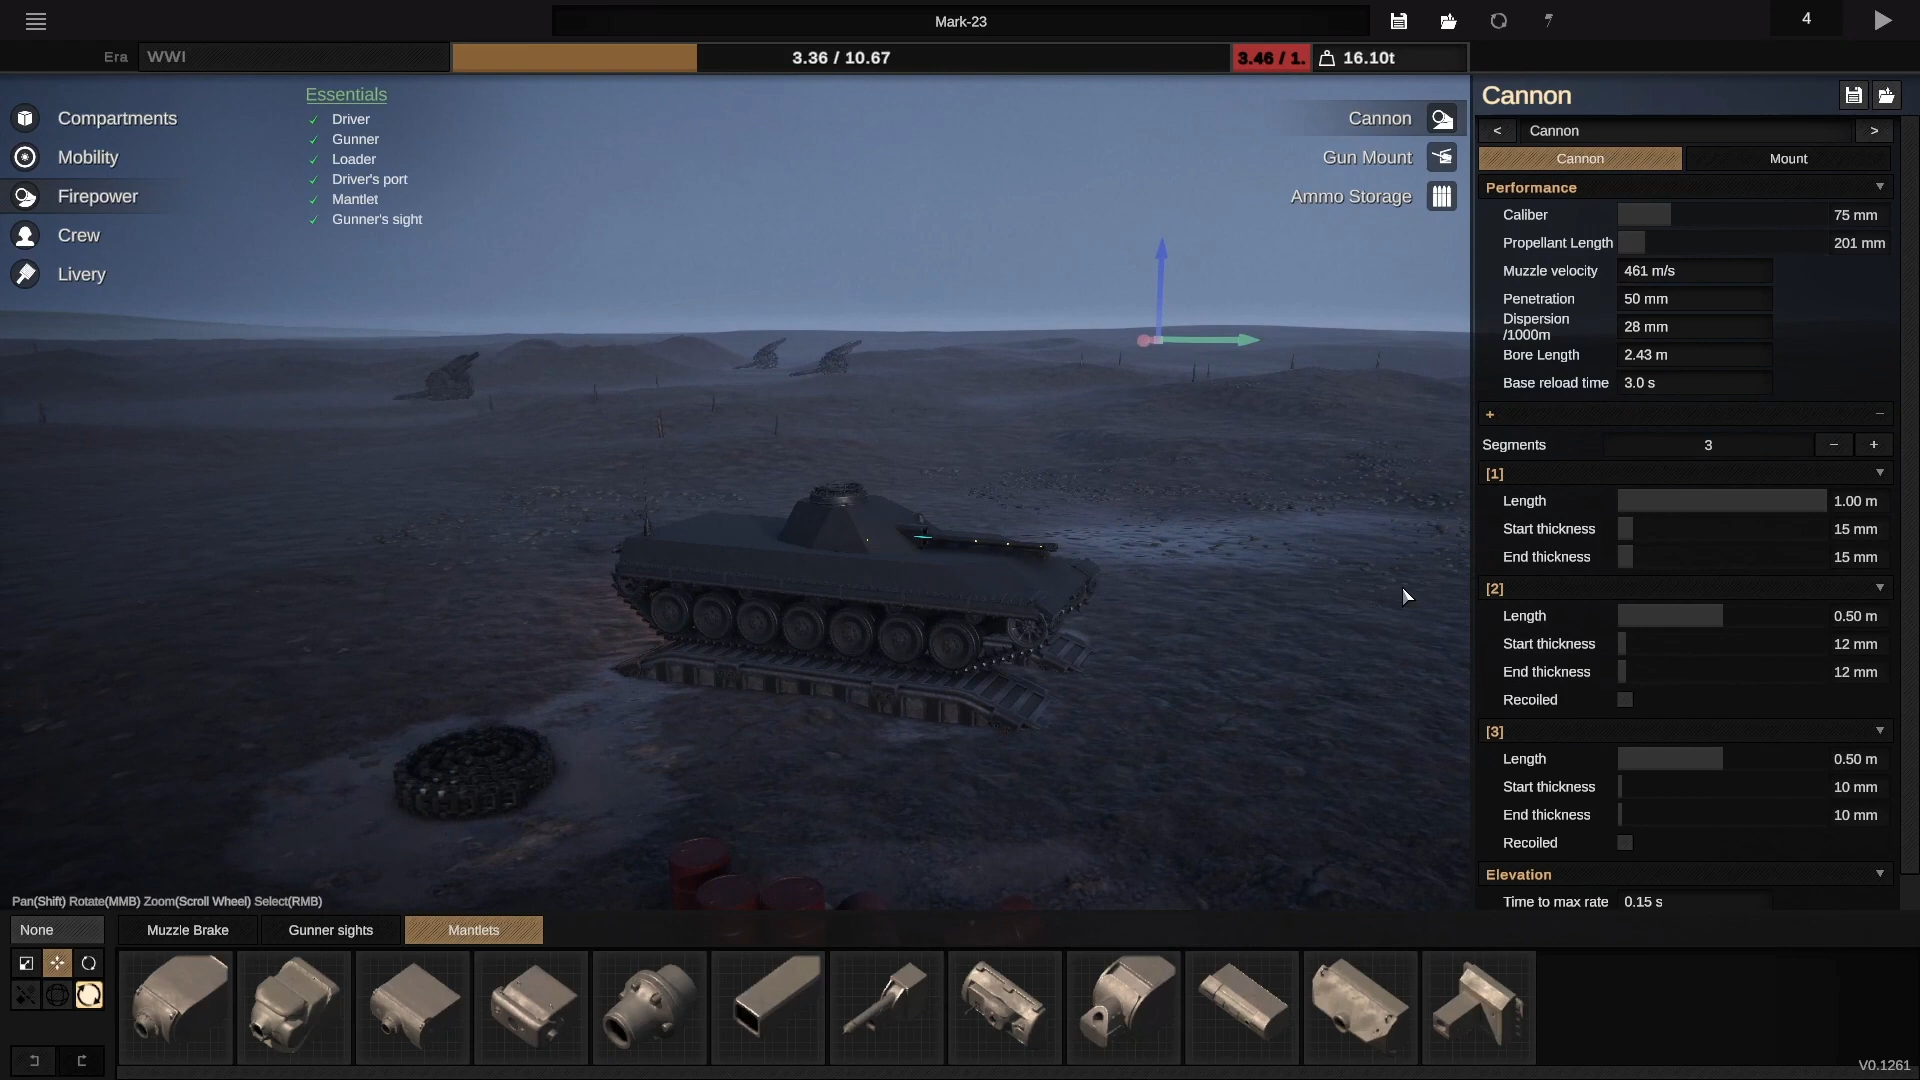 Mark-23
4
Era WWI
3.36 / 10.67
3.46 / 1.
16.10t
Compartments
Mobility
Firepower
Crew
Livery
Essentials
✓ Driver
✓ Gunner
✓ Loader
✓ Driver's port
✓ Mantlet
✓ Gunner's sight
Cannon
Gun Mount
Ammo Storage
Cannon
< Cannon >
Cannon Mount
Performance
Caliber 75 mm
Propellant Length 201 mm
Muzzle velocity 461 m/s
Penetration 50 mm
Dispersion
/1000m 28 mm
Bore Length 2.43 m
Base reload time 3.0 s
+ −
Segments 3 − +
[1]
Length 1.00 m
Start thickness 15 mm
End thickness 15 mm
[2]
Length 0.50 m
Start thickness 12 mm
End thickness 12 mm
Recoiled
[3]
Length 0.50 m
Start thickness 10 mm
End thickness 10 mm
Recoiled
Elevation
Time to max rate 0.15 s
Pan(Shift) Rotate(MMB) Zoom(Scroll Wheel) Select(RMB)
None
Muzzle Brake
Gunner sights
Mantlets
V0.1261